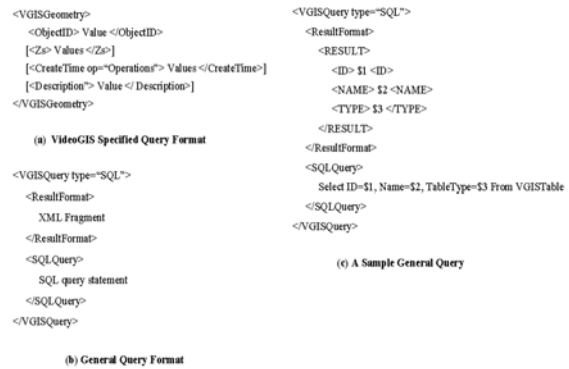 <VGISGeometry>
<ObjectID> Value </ObjectID>
[<Zs> Values </Zs>]
[<CreateTime op="Operations"> Values </CreateTime>]
[<Description"> Value </ Description>]
</VGISGeometry>
(a) VideoGIS Specified Query Format
<VGISQuery type="SQL">
<ResultFormat>
XML Fragment
</ResultFormat>
<SQLQuery>
SQL query statement
</SQLQuery>
</VGISQuery>
(b) General Query Format
<VGISQuery type="SQL">
<ResultFormat>
<RESULT>
<ID> $1 <ID>
<NAME> $2 <NAME>
<TYPE> $3 </TYPE>
</RESULT>
</ResultFormat>
<SQLQuery>
Select ID=$1, Name=$2, TableType=$3 From VGISTable
</SQLQuery>
</VGISQuery>
(c) A Sample General Query